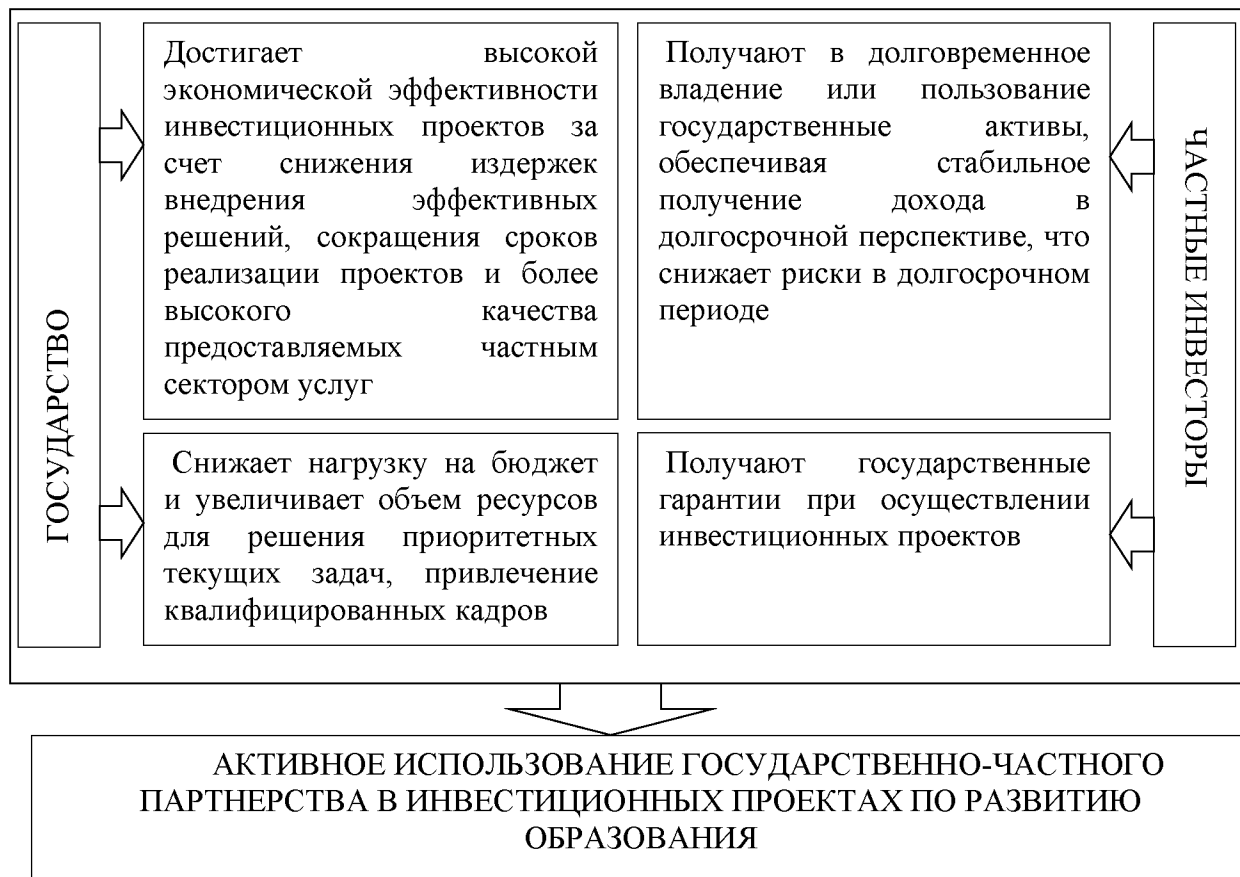 ГОСУДАРСТВО
Достигает высокой
экономической эффективности
инвестиционных проектов за
счет снижения издержек
внедрения эффективных
решений, сокращения сроков
реализации проектов и более
высокого качества
предоставляемых частным
сектором услуг
Снижает нагрузку на бюджет
и увеличивает объем ресурсов
для решения приоритетных
текущих задач, привлечение
квалифицированных кадров
Получают в долговременное
владение или пользование
государственные активы,
обеспечивая стабильное
получение дохода в
долгосрочной перспективе, что
снижает риски в долгосрочном
периоде
Получают государственные
гарантии при осуществлении
инвестиционных проектов
ЧАСТНЫЕ ИНВЕСТОРЫ
АКТИВНОЕ ИСПОЛЬЗОВАНИЕ ГОСУДАРСТВЕННО-ЧАСТНОГО
ПАРТНЕРСТВА В ИНВЕСТИЦИОННЫХ ПРОЕКТАХ ПО РАЗВИТИЮ
ОБРАЗОВАНИЯ